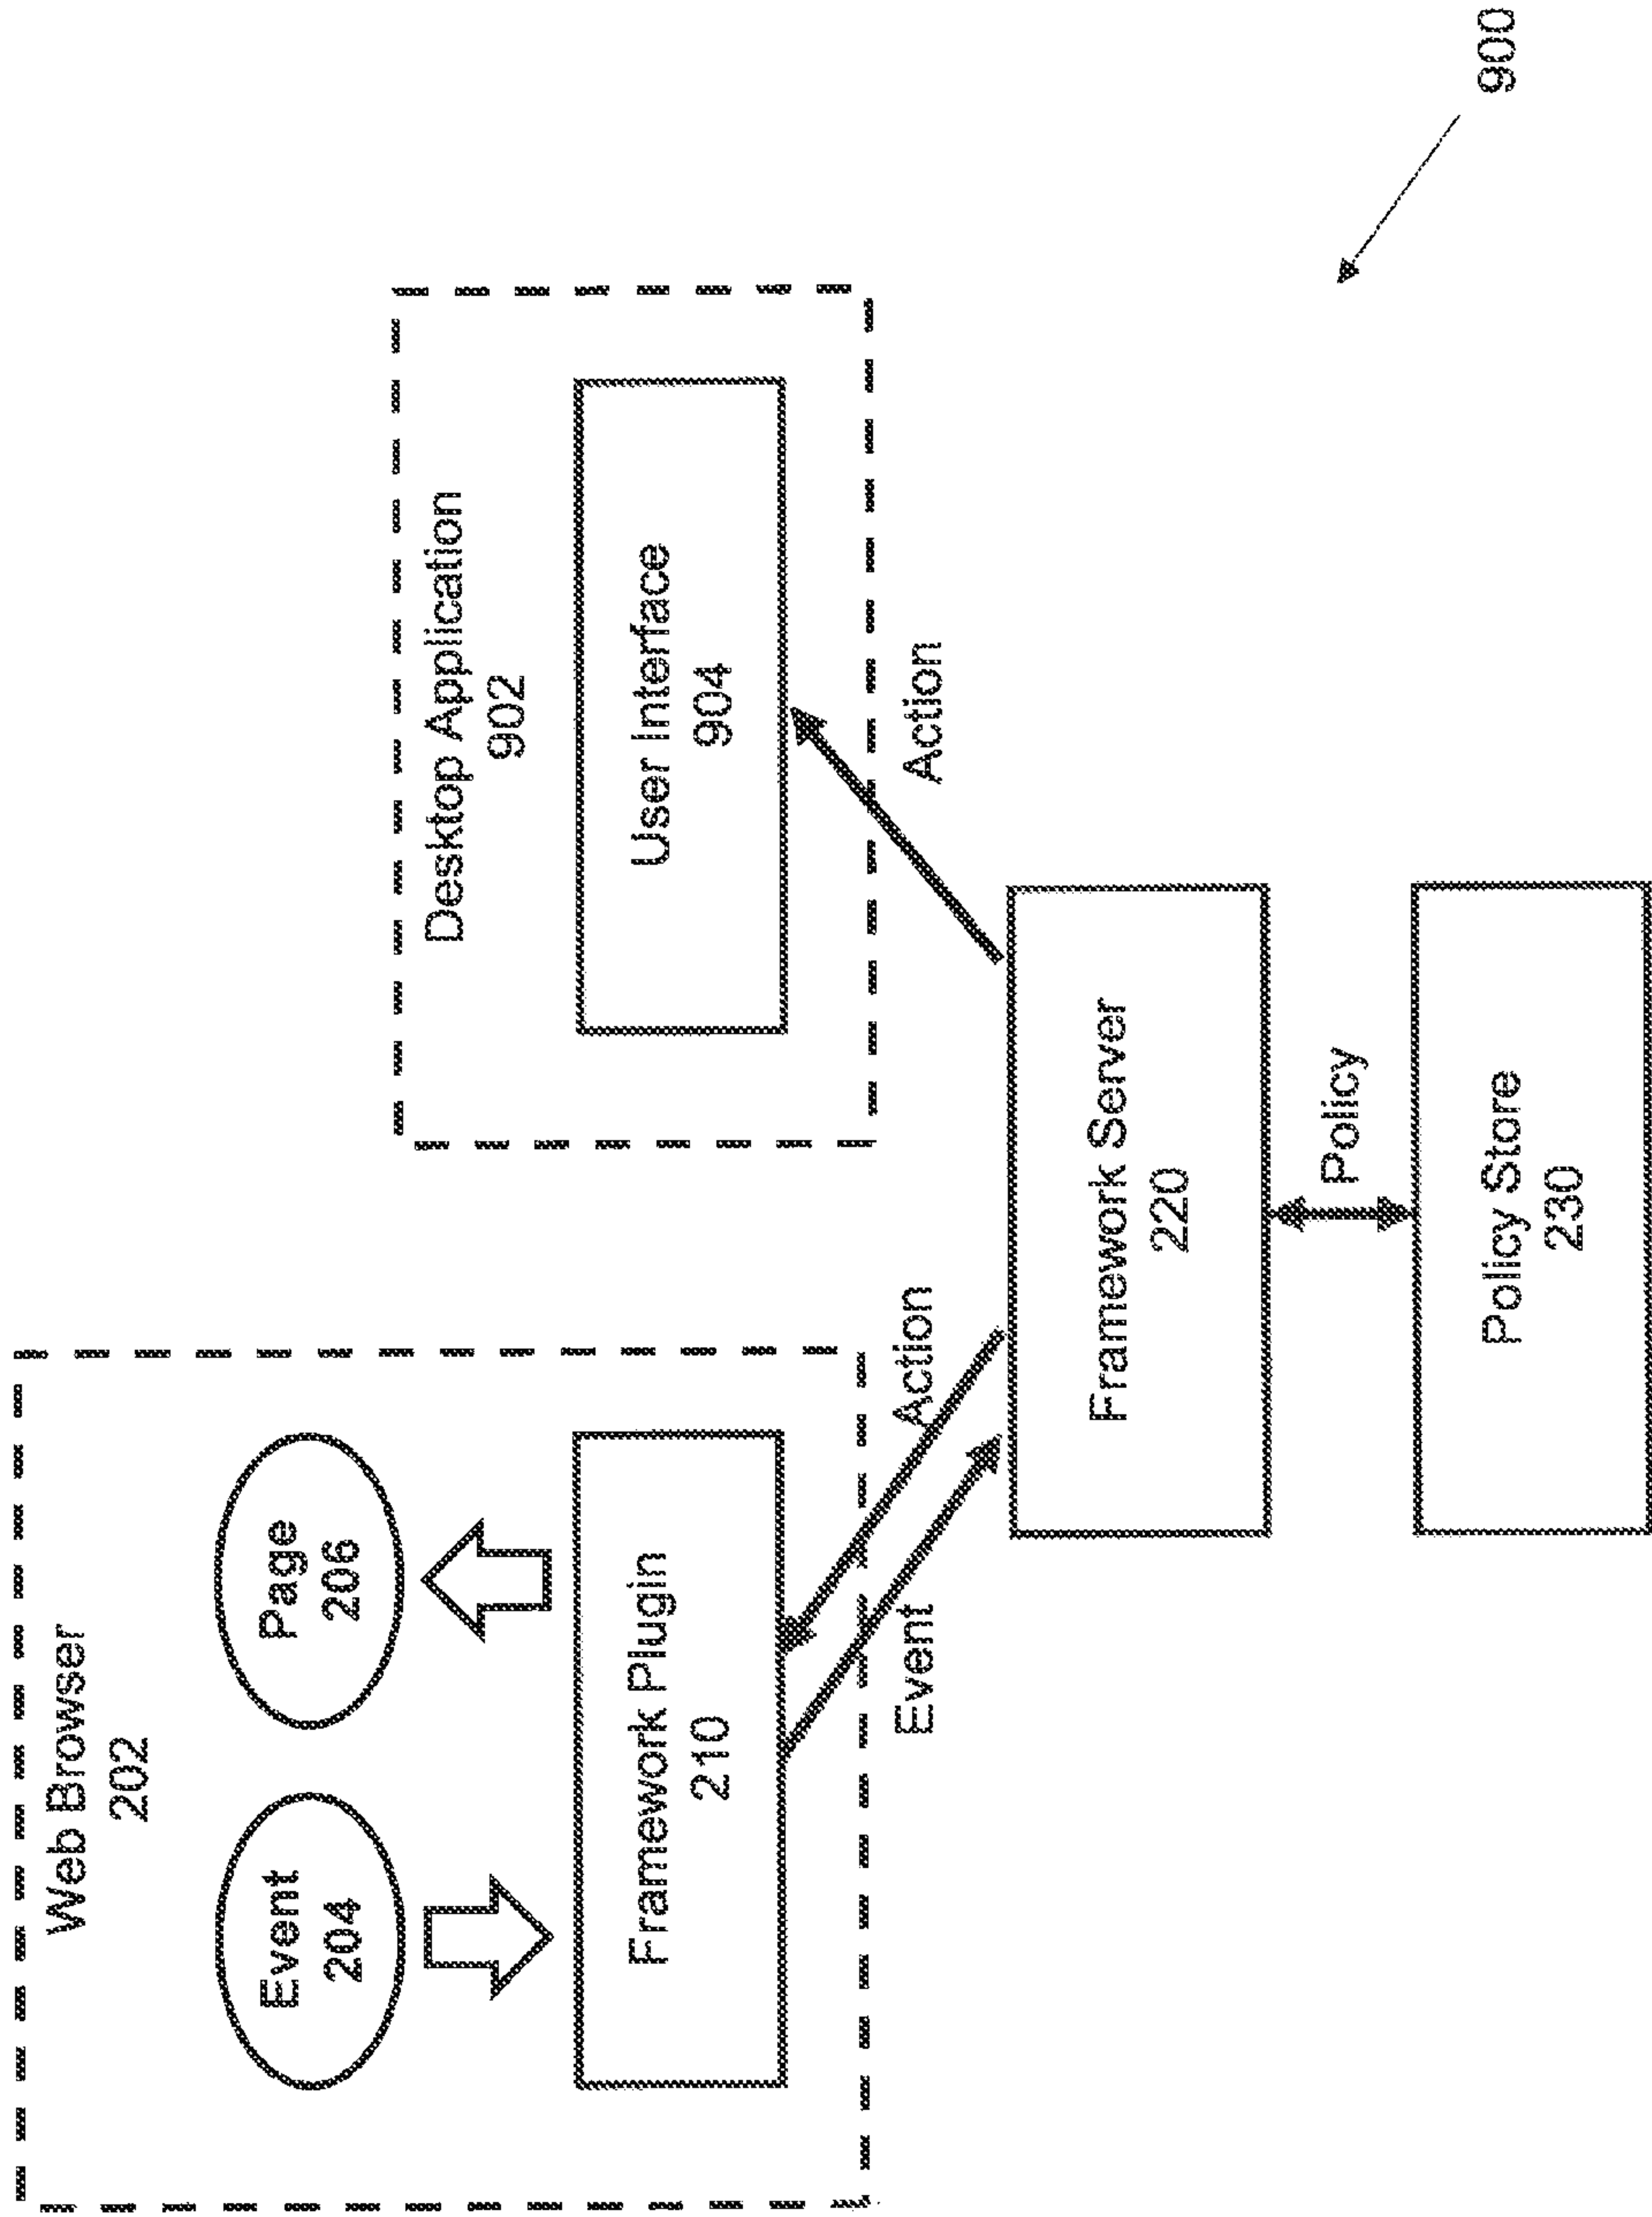 Web Browser
202
Event
204
Page
206
Framework Plugin
210
Desktop Application
902
User Interface
904
Event
Action
Action
Framework Server
220
Policy
Policy Store
230
900